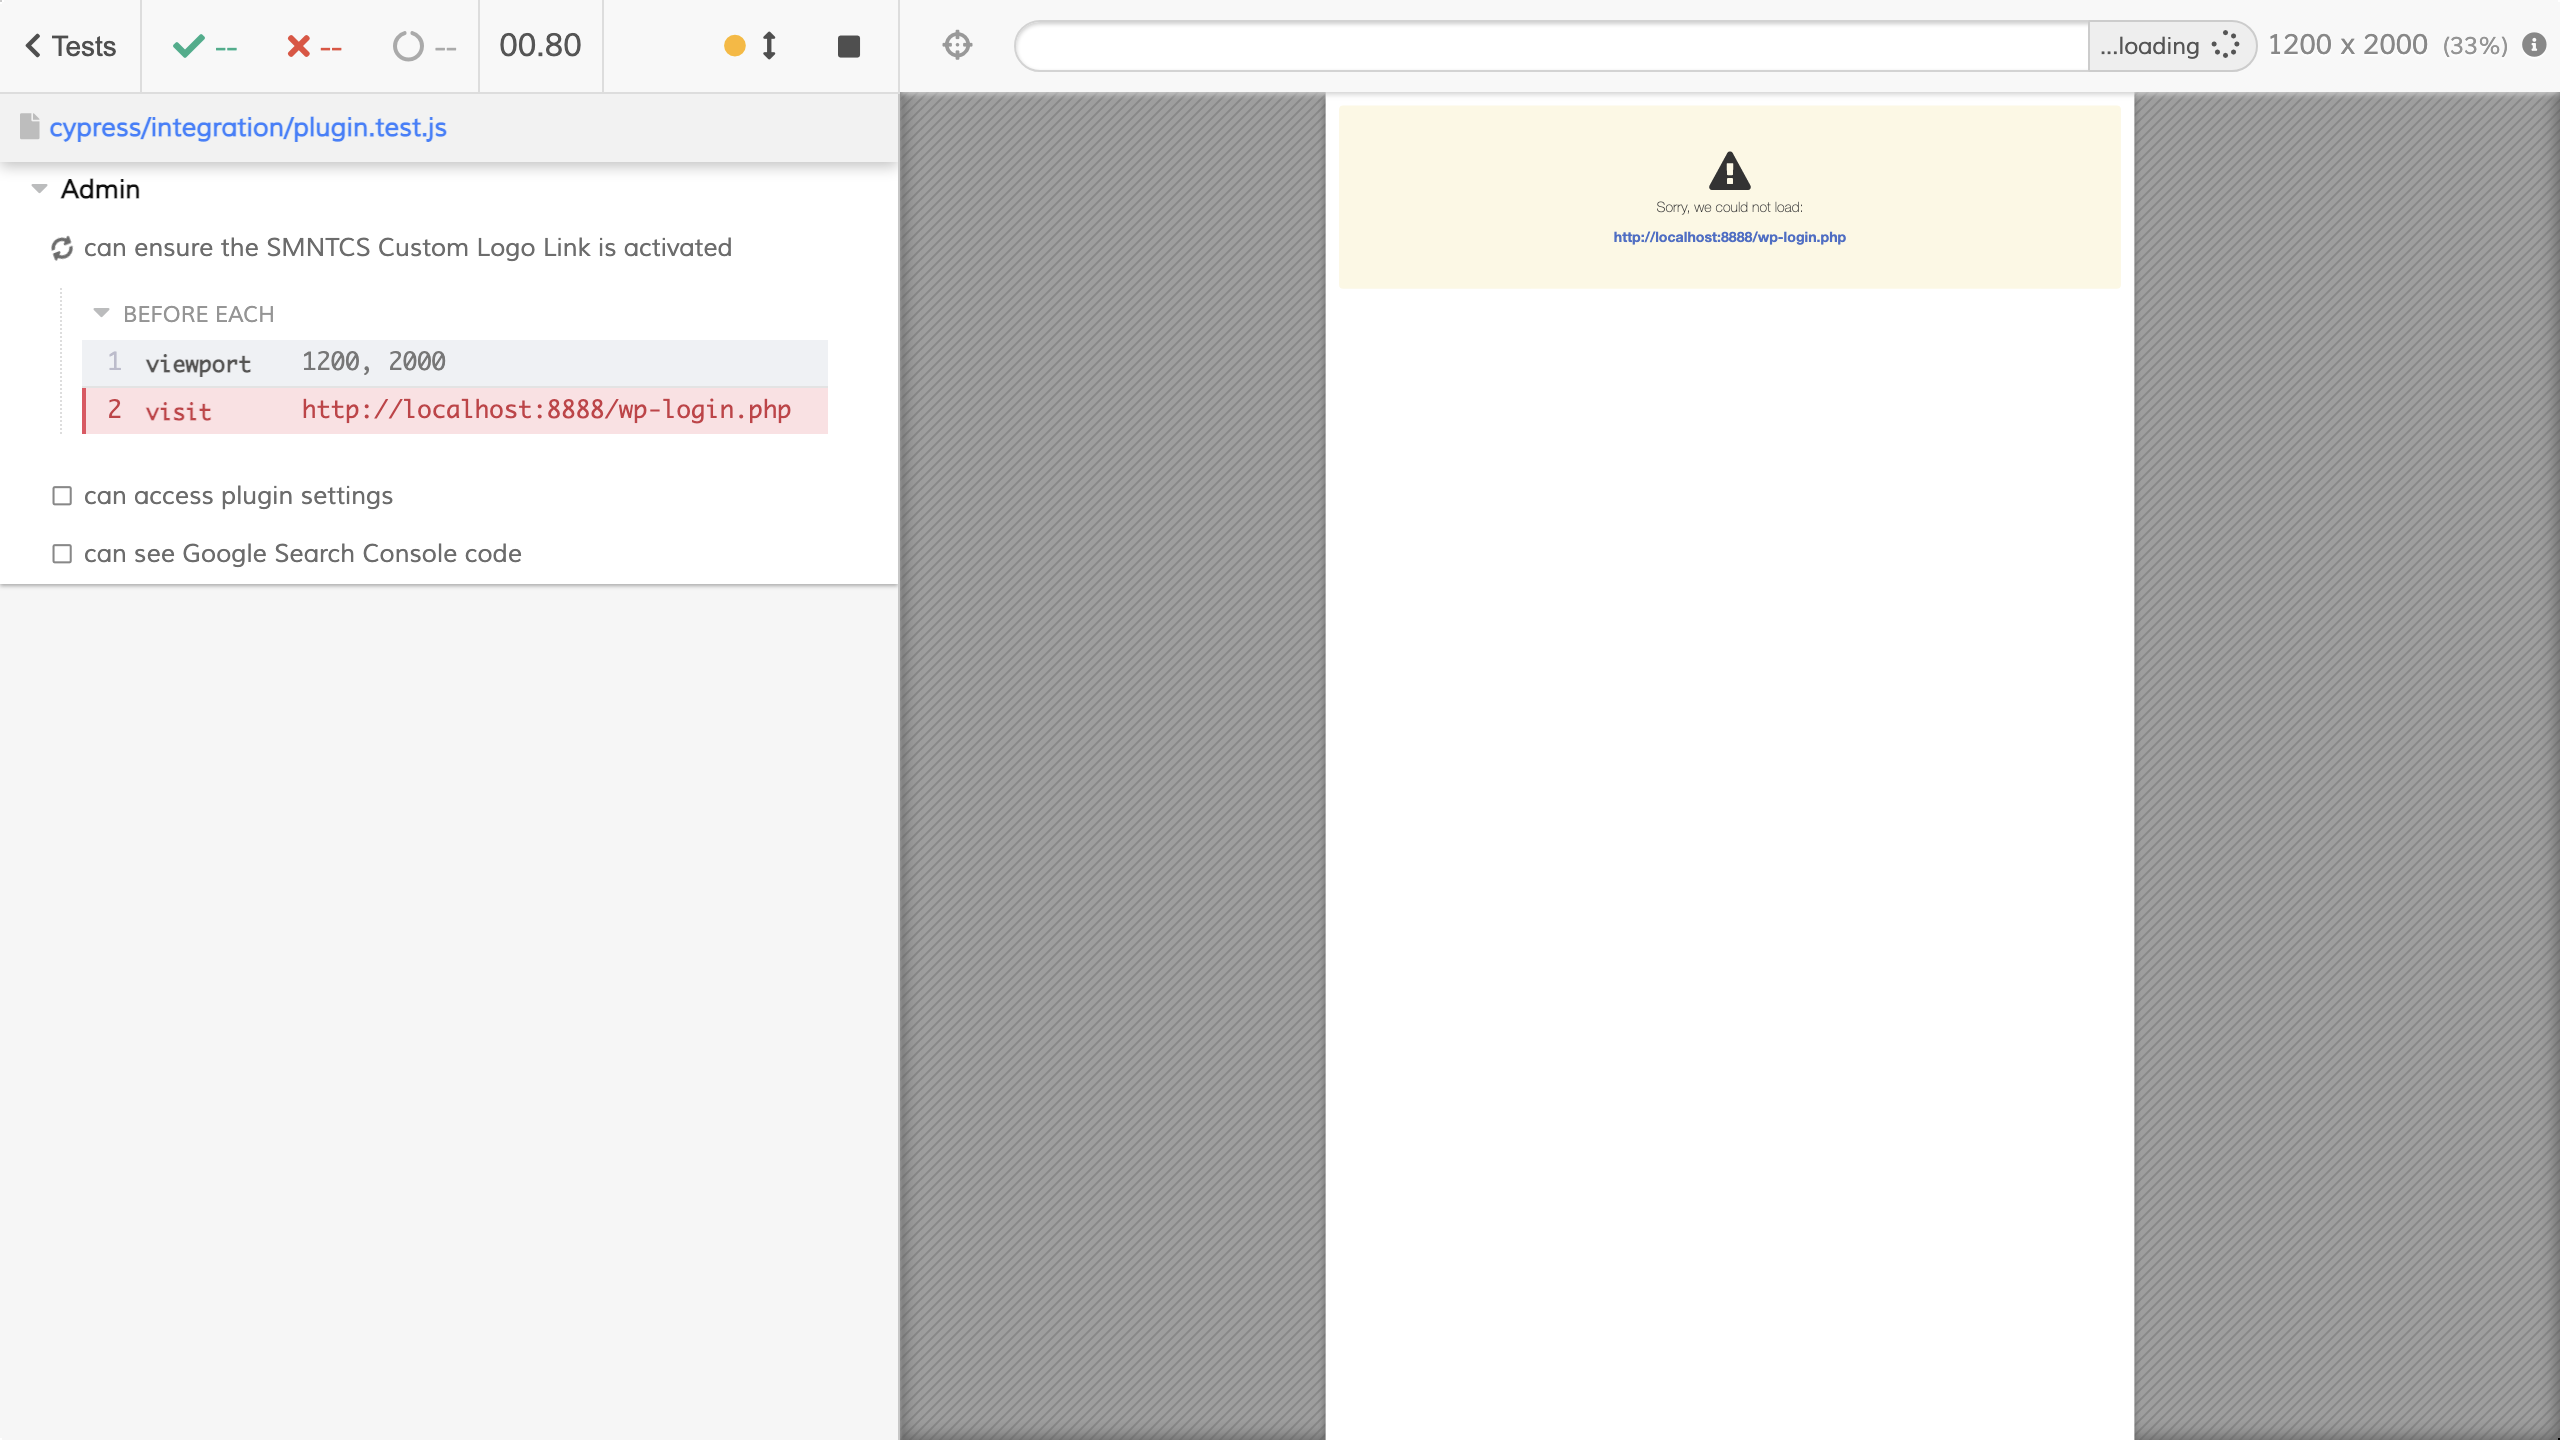 Tests
--
--
--
00.80
...loading
1200 x 2000 (33%)
cypress/integration/plugin.test.js
Admin
can ensure the SMNTCS Custom Logo Link is activated
BEFORE EACH
1 viewport 1200, 2000
2 visit http://localhost:8888/wp-login.php
can access plugin settings
can see Google Search Console code
Sorry, we could not load:
http://localhost:8888/wp-login.php